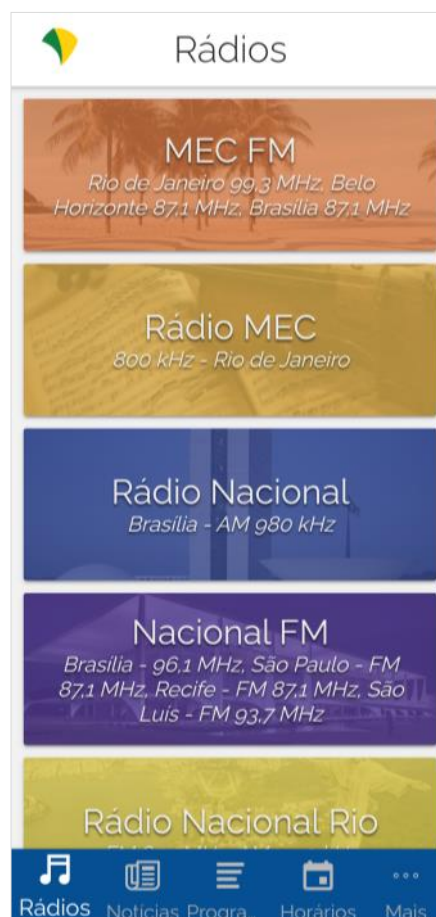 Rádios
MEC FM
Rio de Janeiro 99,3 MHz, Belo
Horizonte 87,1 MHz, Brasília 87,1 MHz
Rádio MEC
800 kHz - Rio de Janeiro
Rádio Nacional
Brasília - AM 980 kHz
Nacional FM
Brasília - 96,1 MHz, São Paulo - FM
87,1 MHz, Recife - FM 87,1 MHz, São
Luís - FM 93,7 MHz
Rádio Nacional Rio
Rádios Notícias Progra... Horários Mais